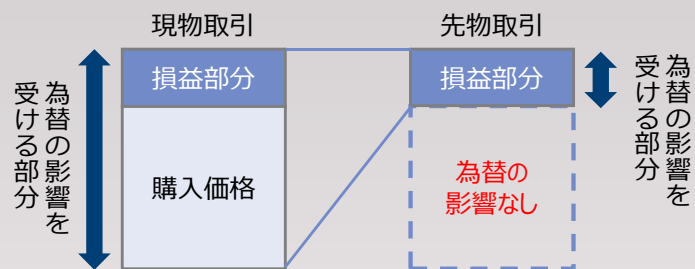 現物取引
先物取引
為替の影響を
受ける部分
損益部分
購入価格
損益部分
為替の
影響なし
為替の影響を
受ける部分